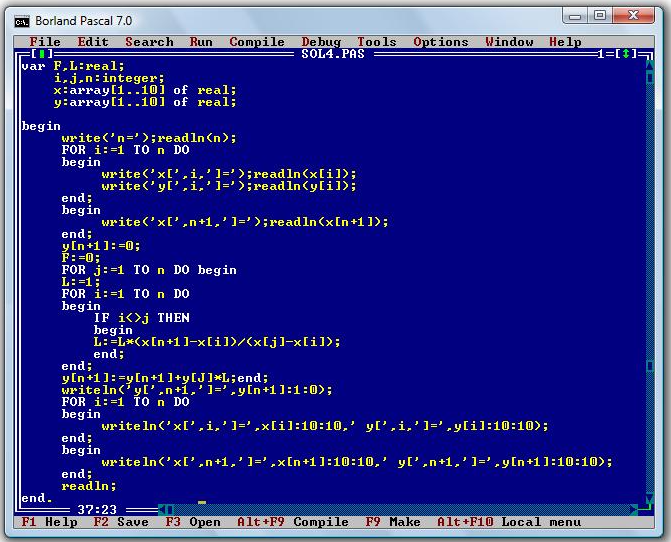 Borland Pascal 7.0
File Edit Search Run Compile Debug Tools Options Window Help
[■] SOL4.PAS 1=[↕]
var F,L:real;
i,j,n:integer;
x:array[1..10] of real;
y:array[1..10] of real;
begin
write('n=');readln(n);
FOR i:=1 TO n DO
begin
write('x[',i,']=');readln(x[i]);
write('y[',i,']=');readln(y[i]);
end;
begin
write('x[',n+1,']=');readln(x[n+1]);
end;
y[n+1]:=0;
F:=0;
FOR j:=1 TO n DO begin
L:=1;
FOR i:=1 TO n DO
begin
IF i<>j THEN
begin
L:=L*(x[n+1]-x[i])/(x[j]-x[i]);
end;
end;
y[n+1]:=y[n+1]+y[J]*L;end;
writeln('y[',n+1,']=',y[n+1]:1:0);
FOR i:=1 TO n DO
begin
writeln('x[',i,']=',x[i]:10:10,' y[',i,']=',y[i]:10:10);
end;
begin
writeln('x[',n+1,']=',x[n+1]:10:10,' y[',n+1,']=',y[n+1]:10:10);
end;
readln;
end.
37:23
F1 Help F2 Save F3 Open Alt+F9 Compile F9 Make Alt+F10 Local menu